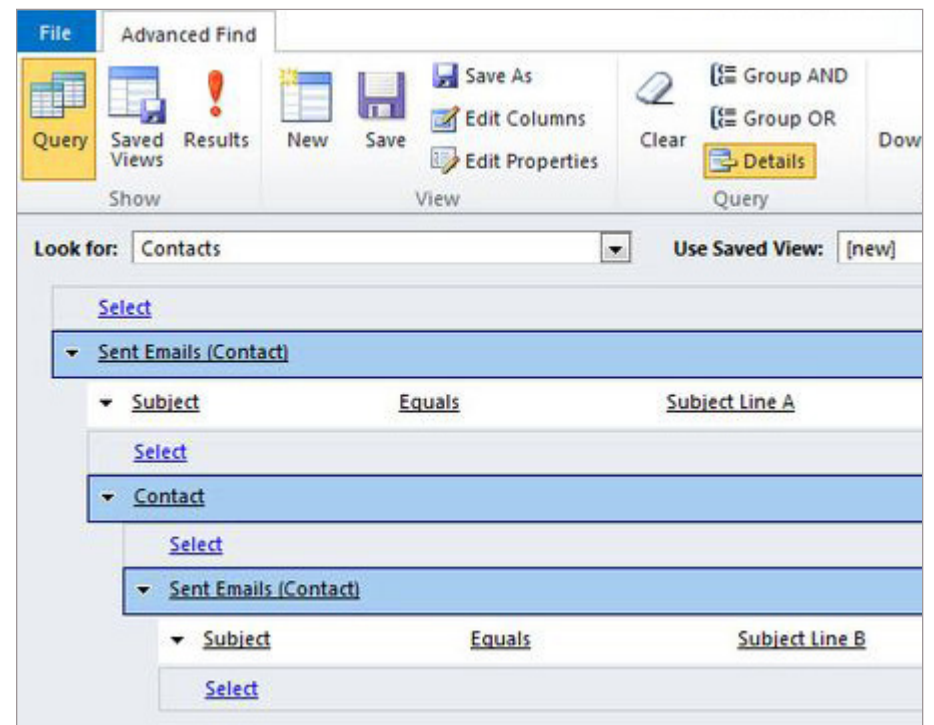 File Advanced Find
Query Saved Views Results New Save Save As Edit Columns Edit Properties Clear Group AND Group OR Details Dow
Show View Query
Look for: Contacts Use Saved View: [new]
Select
Sent Emails (Contact)
Subject Equals Subject Line A
Select
Contact
Select
Sent Emails (Contact)
Subject Equals Subject Line B
Select